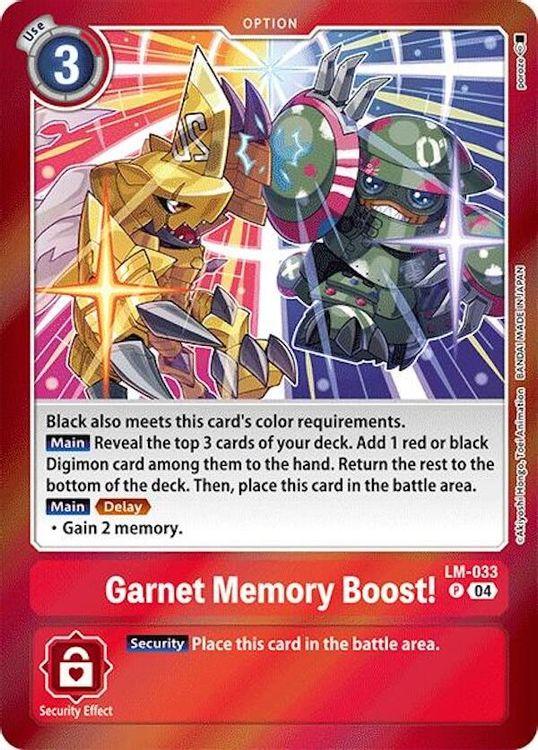 OPTION
Use
3
poroze
02
0
Black also meets this card's color requirements.
Main Reveal the top 3 cards of your deck. Add 1 red or black
Digimon card among them to the hand. Return the rest to the
bottom of the deck. Then, place this card in the battle area.
Main Delay
・Gain 2 memory.
©Akiyoshi Hongo, Toei Animation BANDAI MADE IN JAPAN
LM-033
Garnet Memory Boost! P 04
Security Place this card in the battle area.
Security Effect